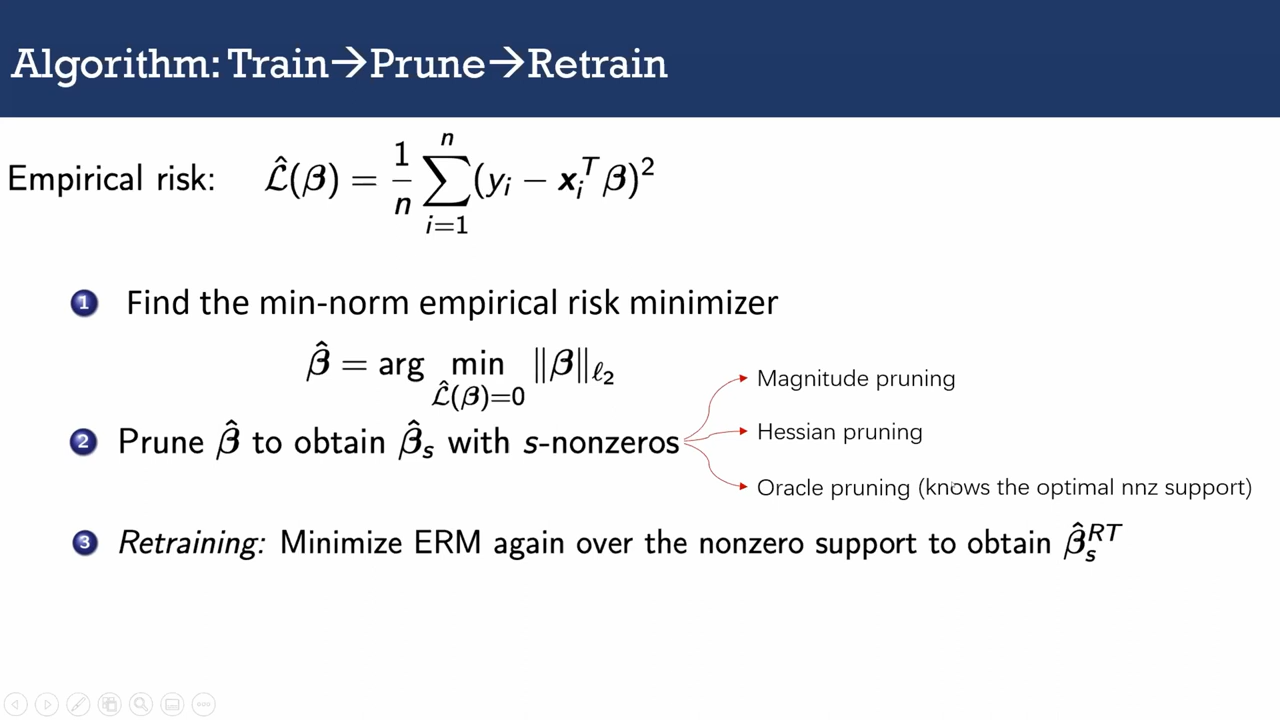 Algorithm: Train→Prune→Retrain
Empirical risk: $\hat{\mathcal{L}}(\boldsymbol{\beta}) = \frac{1}{n} \sum_{i=1}^{n} (y_i - \mathbf{x}_i^T \boldsymbol{\beta})^2$
1 Find the min-norm empirical risk minimizer
$\hat{\boldsymbol{\beta}} = \arg \min_{\hat{\mathcal{L}}(\boldsymbol{\beta})=0} \|\boldsymbol{\beta}\|_{\ell_2}$
Magnitude pruning
2 Prune $\hat{\boldsymbol{\beta}}$ to obtain $\hat{\boldsymbol{\beta}}_s$ with s-nonzeros
Hessian pruning
Oracle pruning (knows the optimal nnz support)
3 Retraining: Minimize ERM again over the nonzero support to obtain $\hat{\boldsymbol{\beta}}_s^{RT}$